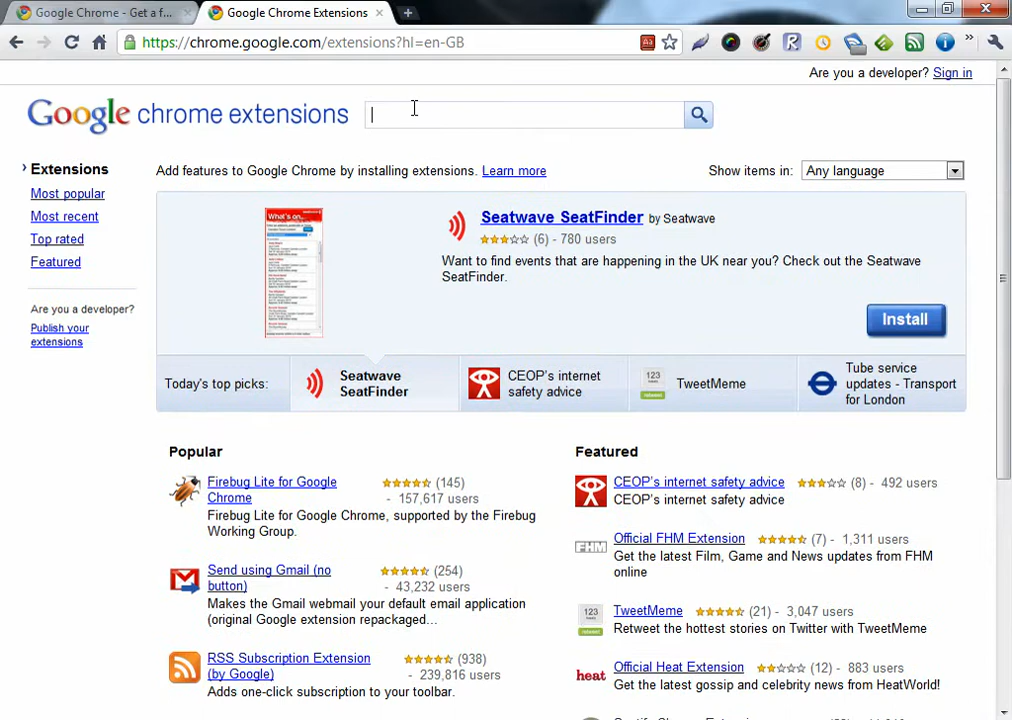 Google Chrome - Get a f...
Google Chrome Extensions
https://chrome.google.com/extensions?hl=en-GB
Are you a developer? Sign in
Google chrome extensions
Extensions
Most popular
Most recent
Top rated
Featured
Are you a developer?
Publish your
extensions
Add features to Google Chrome by installing extensions. Learn more
Show items in: Any language
What's on...
Seatwave SeatFinder by Seatwave
(6) - 780 users
Want to find events that are happening in the UK near you? Check out the Seatwave
SeatFinder.
Install
Today's top picks:
Seatwave
SeatFinder
CEOP's internet
safety advice
123
TweetMeme
Tube service
updates - Transport
for London
Popular
Firebug Lite for Google
Chrome
(145)
- 157,617 users
Firebug Lite for Google Chrome, supported by the Firebug
Working Group.
Send using Gmail (no
button)
(254)
- 43,232 users
Makes the Gmail webmail your default email application
(original Google extension repackaged...
RSS Subscription Extension
(by Google)
(938)
- 239,816 users
Adds one-click subscription to your toolbar.
Featured
CEOP's internet safety advice (8) - 492 users
CEOP's internet safety advice
FHM
Official FHM Extension (7) - 1,311 users
Get the latest Film, Game and News updates from FHM
online
123
TweetMeme (21) - 3,047 users
Retweet the hottest stories on Twitter with TweetMeme
heat
Official Heat Extension (12) - 883 users
Get the latest gossip and celebrity news from HeatWorld!